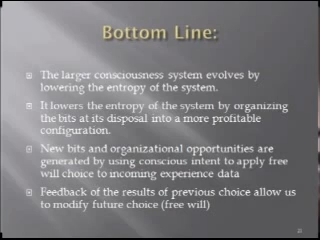 Bottom Line:
The larger consciousness system evolves by
lowering the entropy of the system.
It lowers the entropy of the system by organizing
the bits at its disposal into a more profitable
configuration.
New bits and organizational opportunities are
generated by using conscious intent to apply free
will choice to incoming experience data
Feedback of the results of previous choice allow us
to modify future choice (free will)